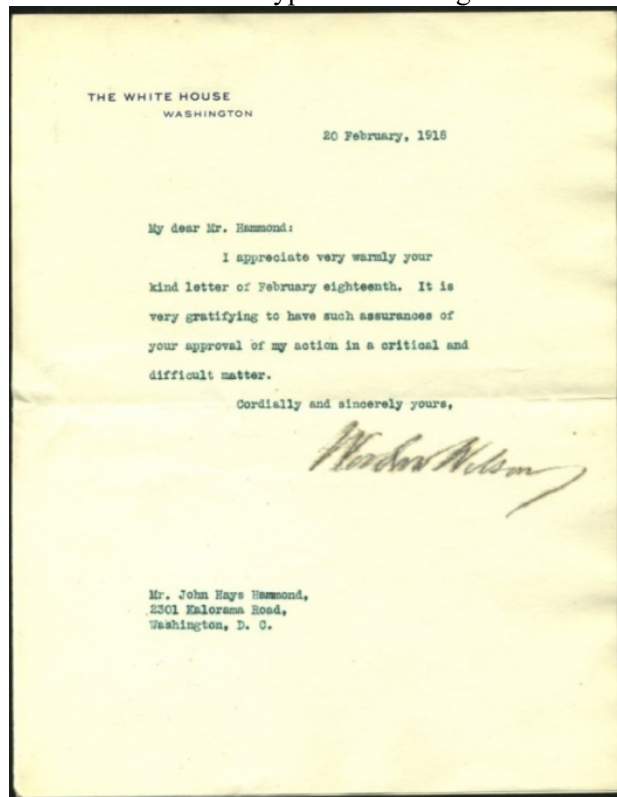 THE WHITE HOUSE
WASHINGTON
20 February, 1918
My dear Mr. Hammond:
I appreciate very warmly your
kind letter of February eighteenth. It is
very gratifying to have such assurances of
your approval of my action in a critical and
difficult matter.
Cordially and sincerely yours,
Woodrow Wilson
Mr. John Hays Hammond,
2301 Kalorama Road,
Washington, D. C.